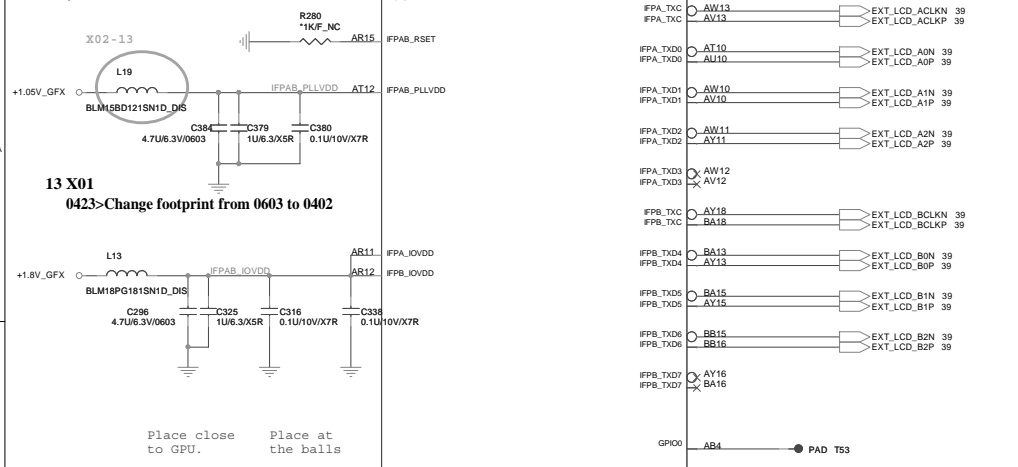 R280
*1K/F_NC
AR15 IFPAB_RSET
X02-13
L19
+1.05V_GFX
IFPAB_PLLVDD AT12 IFPAB_PLLVDD
BLM15BD121SN1D_DIS
C384 C379 C380
4.7U/6.3V/0603 1U/6.3/X5R 0.1U/10V/X7R
13 X01
0423>Change footprint from 0603 to 0402
AR11 IFPA_IOVDD
L13
+1.8V_GFX
IFPAB_IOVDD AR12 IFPB_IOVDD
BLM18PG181SN1D_DIS
C296 C325 C316 C338
4.7U/6.3V/0603 1U/6.3/X5R 0.1U/10V/X7R 0.1U/10V/X7R
Place close Place at
to GPU. the balls
IFPA_TXC AW13 EXT_LCD_ACLKN 39
IFPA_TXC AV13 EXT_LCD_ACLKP 39
IFPA_TXD0 AT10 EXT_LCD_A0N 39
IFPA_TXD0 AU10 EXT_LCD_A0P 39
IFPA_TXD1 AW10 EXT_LCD_A1N 39
IFPA_TXD1 AV10 EXT_LCD_A1P 39
IFPA_TXD2 AW11 EXT_LCD_A2N 39
IFPA_TXD2 AY11 EXT_LCD_A2P 39
IFPA_TXD3 AW12
IFPA_TXD3 AV12
IFPB_TXC AY18 EXT_LCD_BCLKN 39
IFPB_TXC BA18 EXT_LCD_BCLKP 39
IFPB_TXD4 BA13 EXT_LCD_B0N 39
IFPB_TXD4 AY13 EXT_LCD_B0P 39
IFPB_TXD5 BA15 EXT_LCD_B1N 39
IFPB_TXD5 AY15 EXT_LCD_B1P 39
IFPB_TXD6 BB15 EXT_LCD_B2N 39
IFPB_TXD6 BB16 EXT_LCD_B2P 39
IFPB_TXD7 AY16
IFPB_TXD7 BA16
GPIO0 AB4 PAD T53